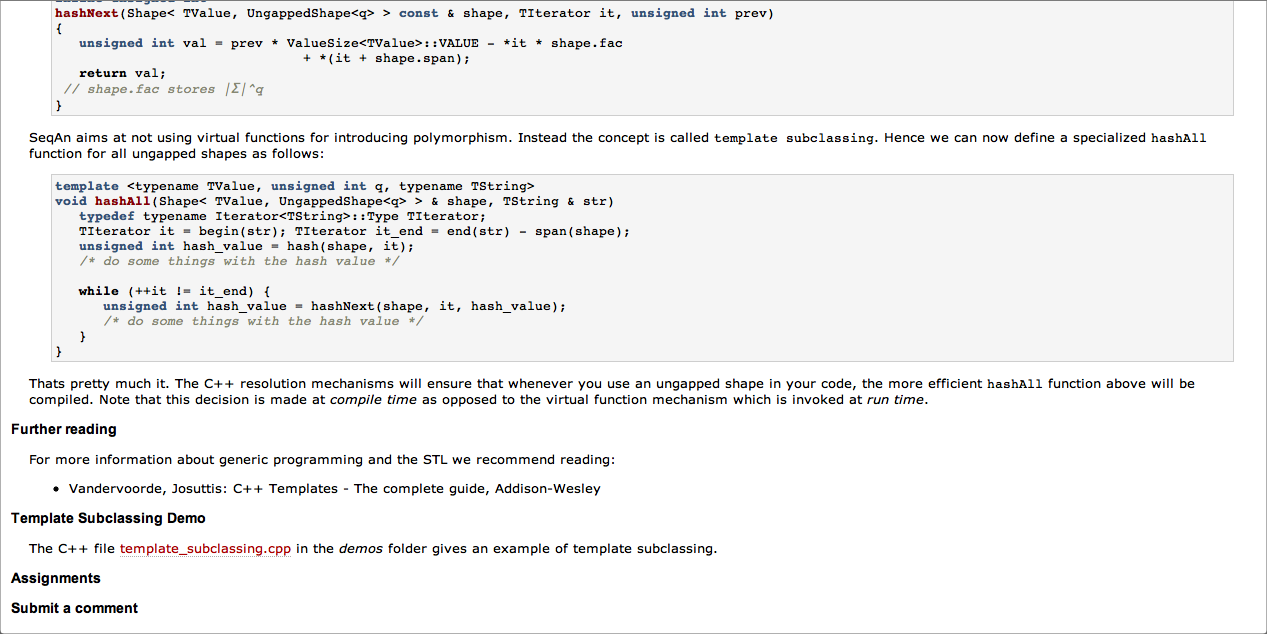 hashNext(Shape< TValue, UngappedShape<q> > const & shape, TIterator it, unsigned int prev)
{
unsigned int val = prev * ValueSize<TValue>::VALUE - *it * shape.fac
+ *(it + shape.span);
return val;
// shape.fac stores |Σ|^q
}
SeqAn aims at not using virtual functions for introducing polymorphism. Instead the concept is called template subclassing. Hence we can now define a specialized hashAll
function for all ungapped shapes as follows:
template <typename TValue, unsigned int q, typename TString>
void hashAll(Shape< TValue, UngappedShape<q> > & shape, TString & str)
typedef typename Iterator<TString>::Type TIterator;
TIterator it = begin(str); TIterator it_end = end(str) - span(shape);
unsigned int hash_value = hash(shape, it);
/* do some things with the hash value */
while (++it != it_end) {
unsigned int hash_value = hashNext(shape, it, hash_value);
/* do some things with the hash value */
}
}
Thats pretty much it. The C++ resolution mechanisms will ensure that whenever you use an ungapped shape in your code, the more efficient hashAll function above will be
compiled. Note that this decision is made at compile time as opposed to the virtual function mechanism which is invoked at run time.
Further reading
For more information about generic programming and the STL we recommend reading:
• Vandervoorde, Josuttis: C++ Templates - The complete guide, Addison-Wesley
Template Subclassing Demo
The C++ file template_subclassing.cpp in the demos folder gives an example of template subclassing.
Assignments
Submit a comment